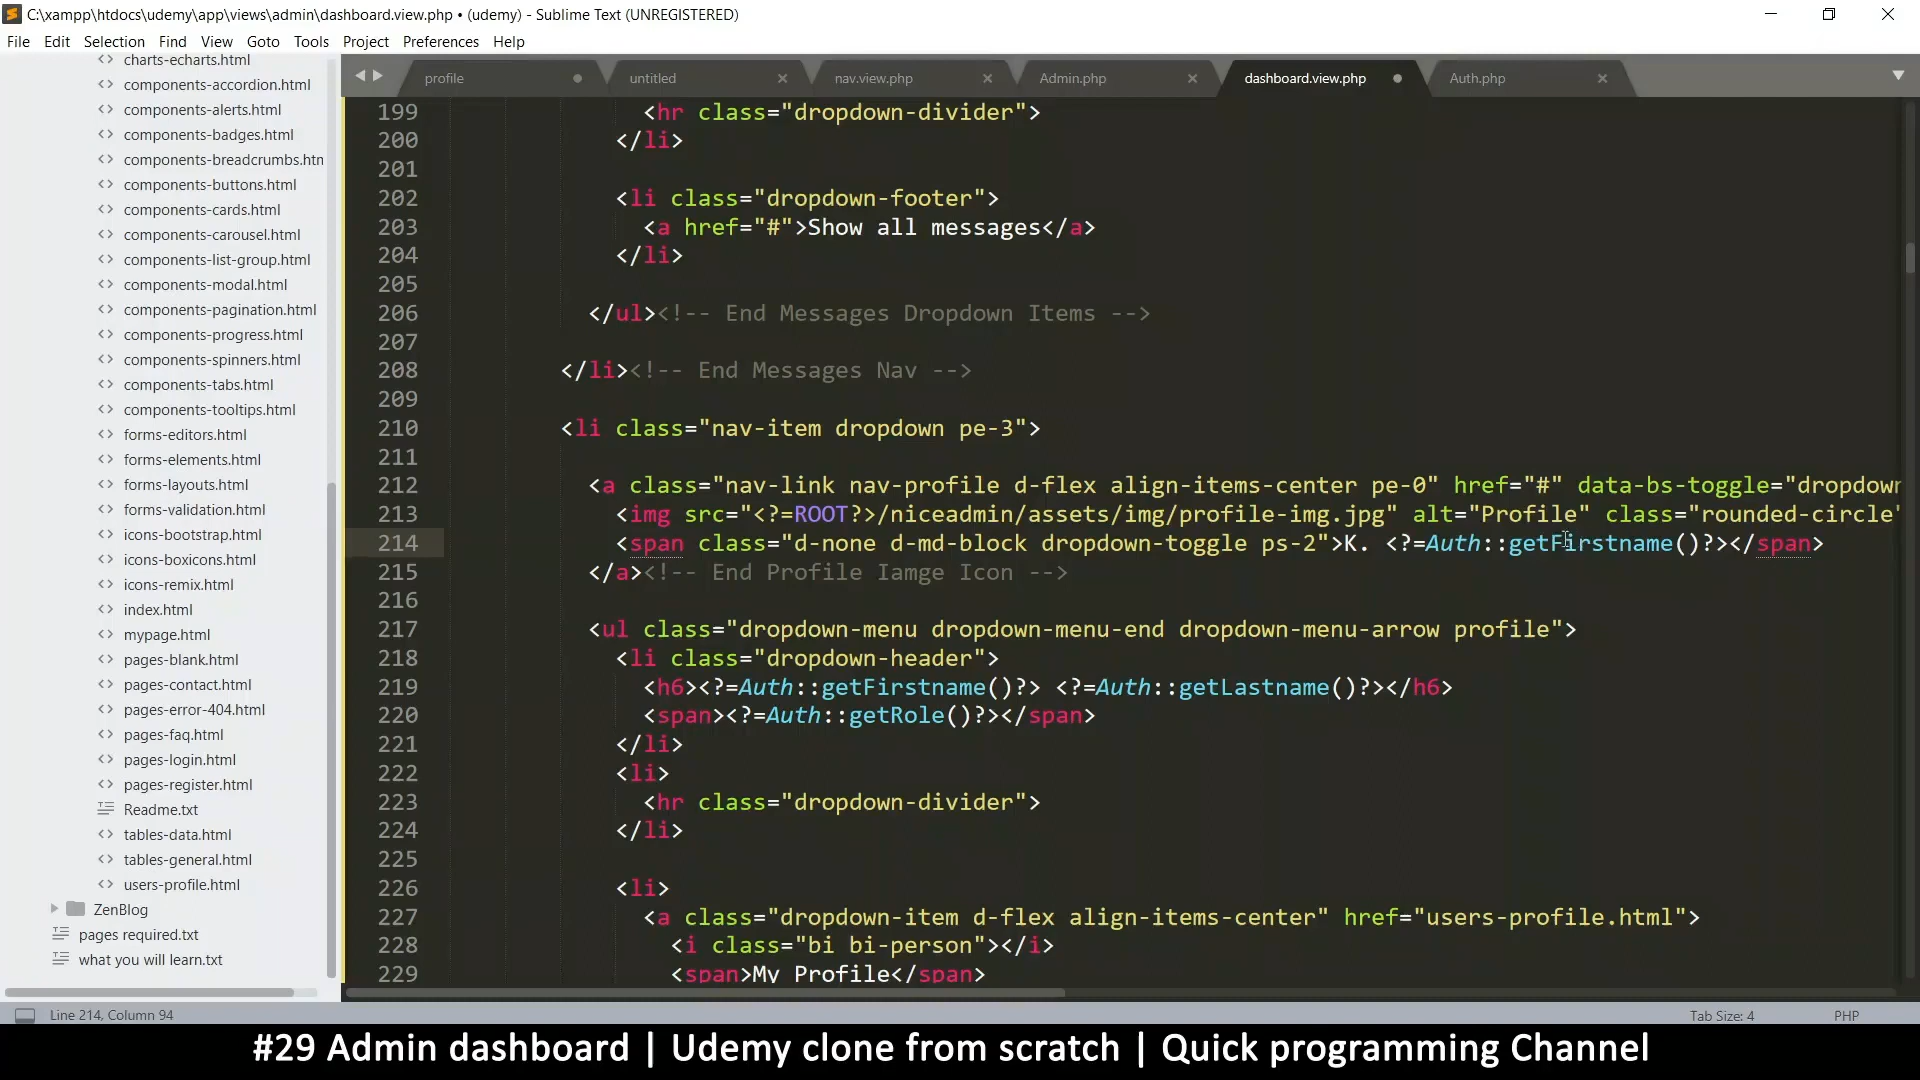 C:\xampp\htdocs\udemy\app\views\admin\dashboard.view.php • (udemy) - Sublime Text (UNREGISTERED)
File Edit Selection Find View Goto Tools Project Preferences Help
charts-echarts.html
components-accordion.html
components-alerts.html
components-badges.html
components-breadcrumbs.htm
components-buttons.html
components-cards.html
components-carousel.html
components-list-group.html
components-modal.html
components-pagination.html
components-progress.html
components-spinners.html
components-tabs.html
components-tooltips.html
forms-editors.html
forms-elements.html
forms-layouts.html
forms-validation.html
icons-bootstrap.html
icons-boxicons.html
icons-remix.html
index.html
mypage.html
pages-blank.html
pages-contact.html
pages-error-404.html
pages-faq.html
pages-login.html
pages-register.html
Readme.txt
tables-data.html
tables-general.html
users-profile.html
ZenBlog
pages required.txt
what you will learn.txt
profile untitled nav.view.php Admin.php dashboard.view.php Auth.php
199 <hr class="dropdown-divider">
200 </li>
201
202 <li class="dropdown-footer">
203 <a href="#">Show all messages</a>
204 </li>
205
206 </ul><!-- End Messages Dropdown Items -->
207
208 </li><!-- End Messages Nav -->
209
210 <li class="nav-item dropdown pe-3">
211
212 <a class="nav-link nav-profile d-flex align-items-center pe-0" href="#" data-bs-toggle="dropdown
213 <img src="<?=ROOT?>/niceadmin/assets/img/profile-img.jpg" alt="Profile" class="rounded-circle"
214 <span class="d-none d-md-block dropdown-toggle ps-2">K. <?=Auth::getFirstname()?></span>
215 </a><!-- End Profile Iamge Icon -->
216
217 <ul class="dropdown-menu dropdown-menu-end dropdown-menu-arrow profile">
218 <li class="dropdown-header">
219 <h6><?=Auth::getFirstname()?> <?=Auth::getLastname()?></h6>
220 <span><?=Auth::getRole()?></span>
221 </li>
222 <li>
223 <hr class="dropdown-divider">
224 </li>
225
226 <li>
227 <a class="dropdown-item d-flex align-items-center" href="users-profile.html">
228 <i class="bi bi-person"></i>
229 <span>My Profile</span>
Line 214, Column 94 Tab Size: 4 PHP
#29 Admin dashboard | Udemy clone from scratch | Quick programming Channel